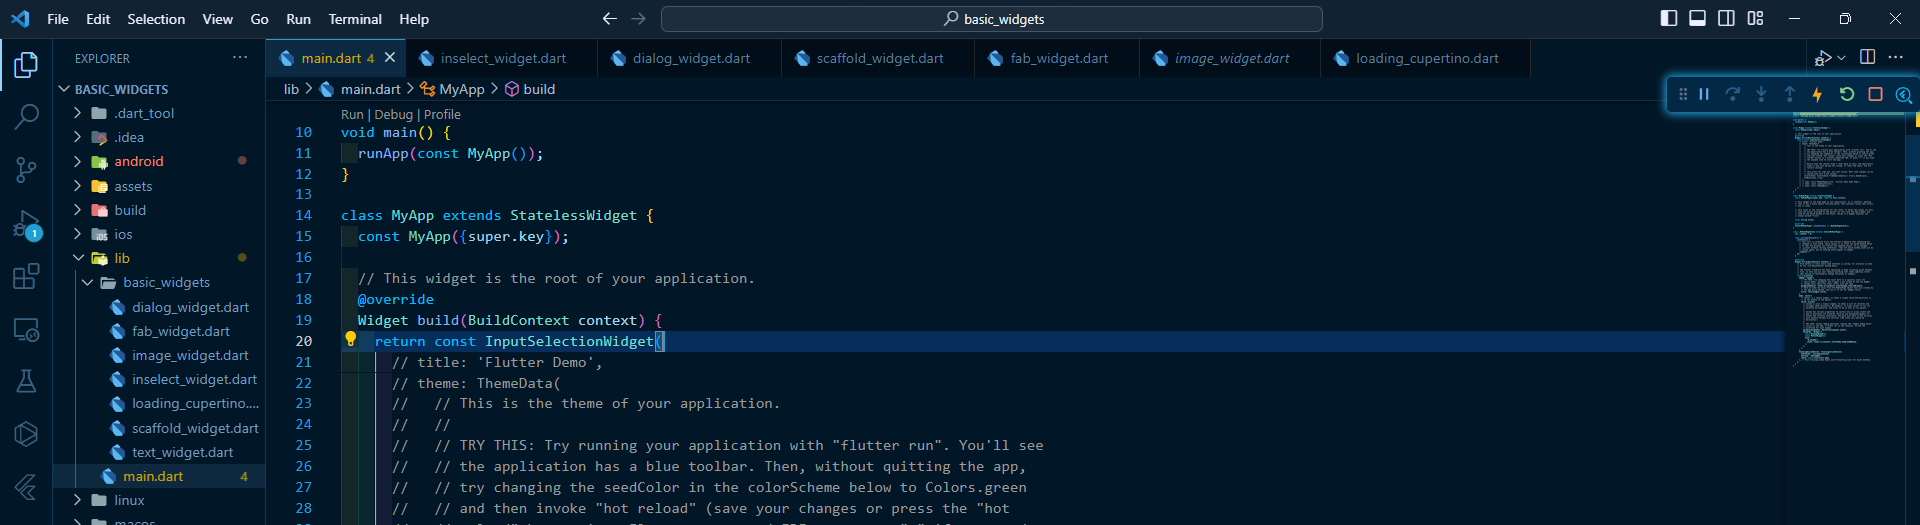 File Edit Selection View Go Run Terminal Help
basic_widgets
EXPLORER
main.dart 4 inselect_widget.dart dialog_widget.dart scaffold_widget.dart fab_widget.dart image_widget.dart loading_cupertino.dart
lib > main.dart > MyApp > build
BASIC_WIDGETS
.dart_tool
.idea
android
assets
build
ios
lib
basic_widgets
dialog_widget.dart
fab_widget.dart
image_widget.dart
inselect_widget.dart
loading_cupertino....
scaffold_widget.dart
text_widget.dart
main.dart 4
linux
macos
1
Run | Debug | Profile
10 void main() {
11 runApp(const MyApp());
12 }
13
14 class MyApp extends StatelessWidget {
15 const MyApp({super.key});
16
17 // This widget is the root of your application.
18 @override
19 Widget build(BuildContext context) {
20 return const InputSelectionWidget(
21 // title: 'Flutter Demo',
22 // theme: ThemeData(
23 // // This is the theme of your application.
24 // //
25 // // TRY THIS: Try running your application with "flutter run". You'll see
26 // // the application has a blue toolbar. Then, without quitting the app,
27 // // try changing the seedColor in the colorScheme below to Colors.green
28 // // and then invoke "hot reload" (save your changes or press the "hot